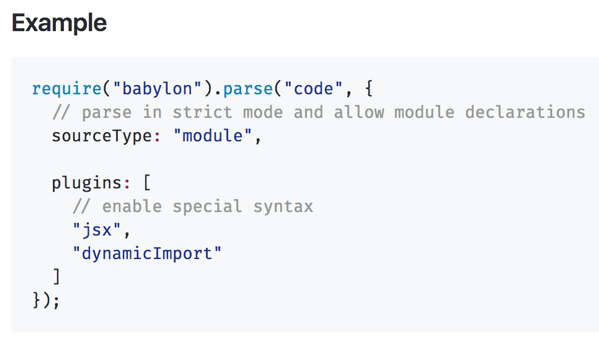 Example
require("babylon").parse("code", {
  // parse in strict mode and allow module declarations
  sourceType: "module",

  plugins: [
    // enable special syntax
    "jsx",
    "dynamicImport"
  ]
});